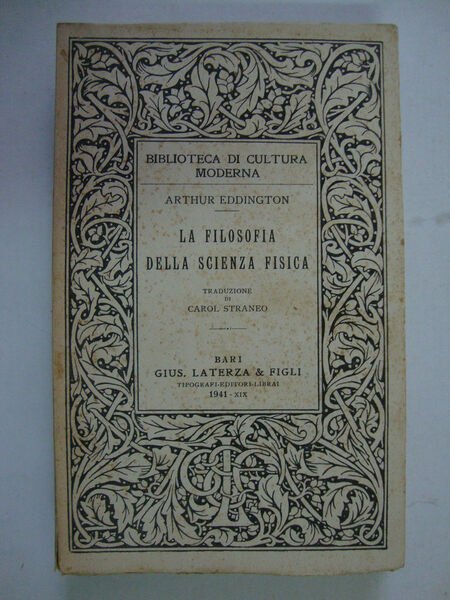 BIBLIOTECA DI CULTURA
MODERNA
ARTHUR EDDINGTON
LA FILOSOFIA
DELLA SCIENZA FISICA
TRADUZIONE
DI
CAROL STRANEO
BARI
GIUS. LATERZA & FIGLI
TIPOGRAFI-EDITORI-LIBRAI
1941 - XIX